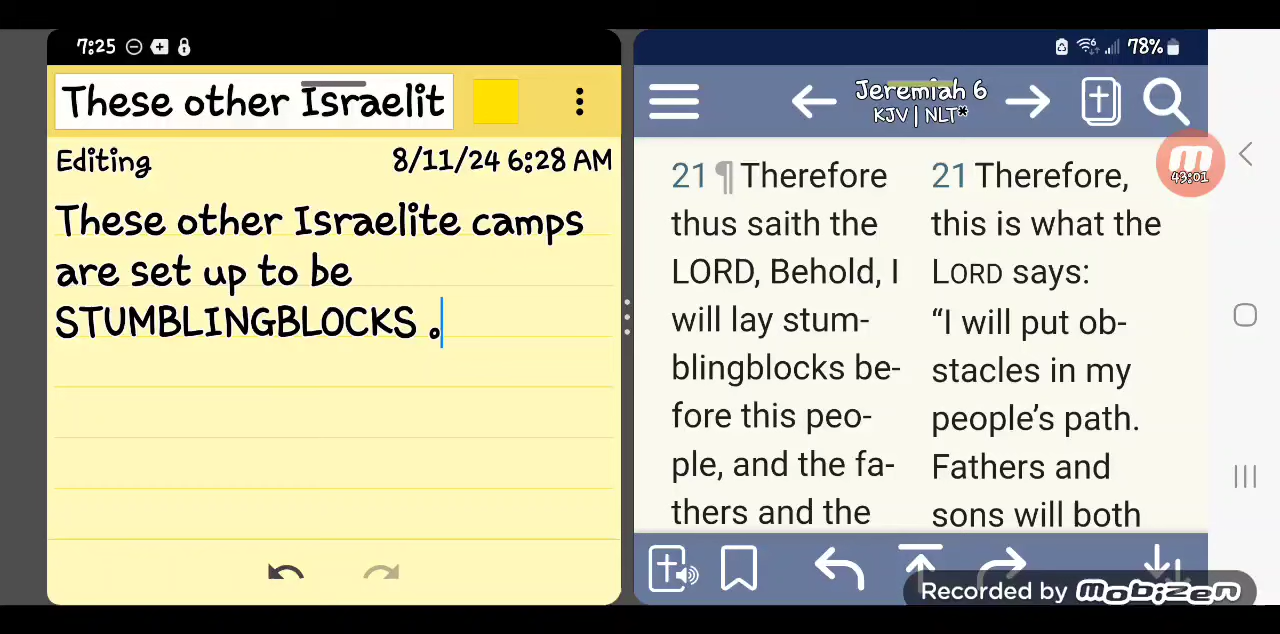 7:25
78%
These other Israelit
Editing
8/11/24 6:28 AM
These other Israelite camps
are set up to be
STUMBLINGBLOCKS .
Jeremiah 6
KJV | NLT*
43:01
21 ¶ Therefore
thus saith the
LORD, Behold, I
will lay stum-
blingblocks be-
fore this peo-
ple, and the fa-
thers and the
21 Therefore,
this is what the
LORD says:
“I will put ob-
stacles in my
people’s path.
Fathers and
sons will both
Recorded by Mobizen